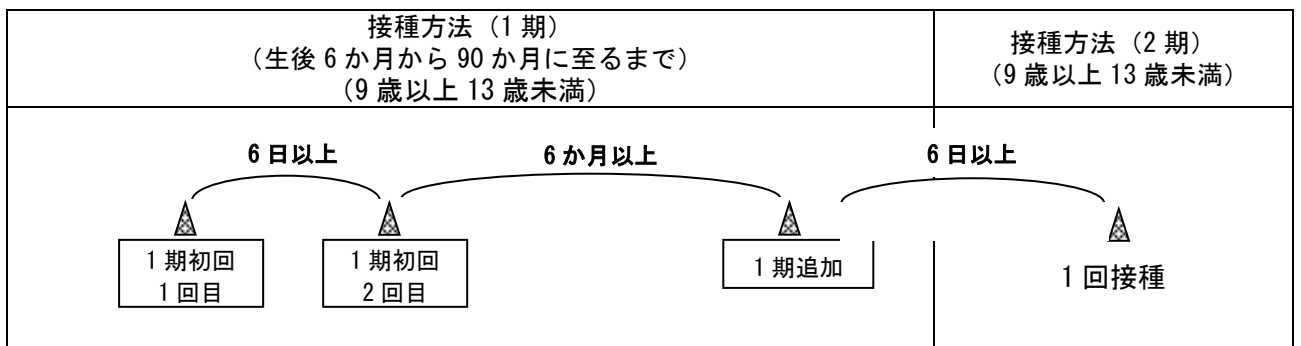 接種方法（1期）
（生後6か月から90か月に至るまで）
（9歳以上13歳未満）
接種方法（2期）
（9歳以上13歳未満）
6日以上
6か月以上
6日以上
1期初回
1回目
1期初回
2回目
1期追加
1回接種